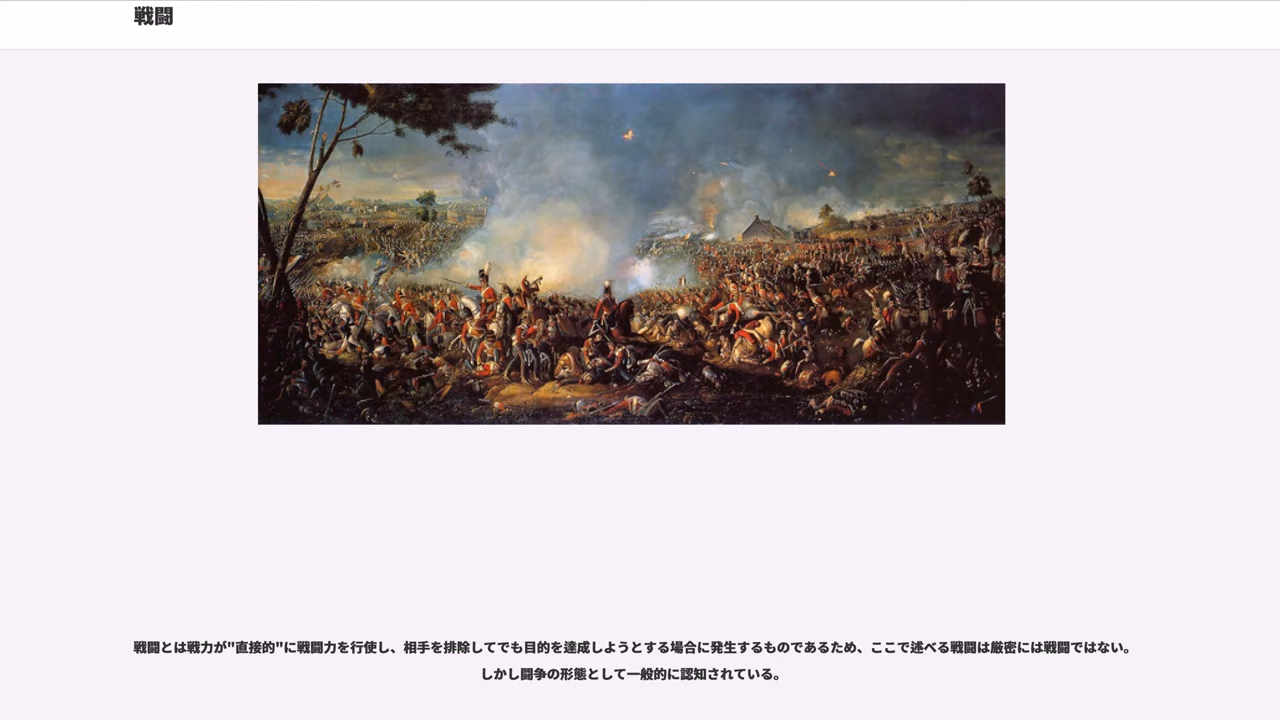 戦闘
戦闘とは戦力が"直接的"に戦闘力を行使し、相手を排除してでも目的を達成しようとする場合に発生するものであるため、ここで述べる戦闘は厳密には戦闘ではない。
しかし闘争の形態として一般的に認知されている。